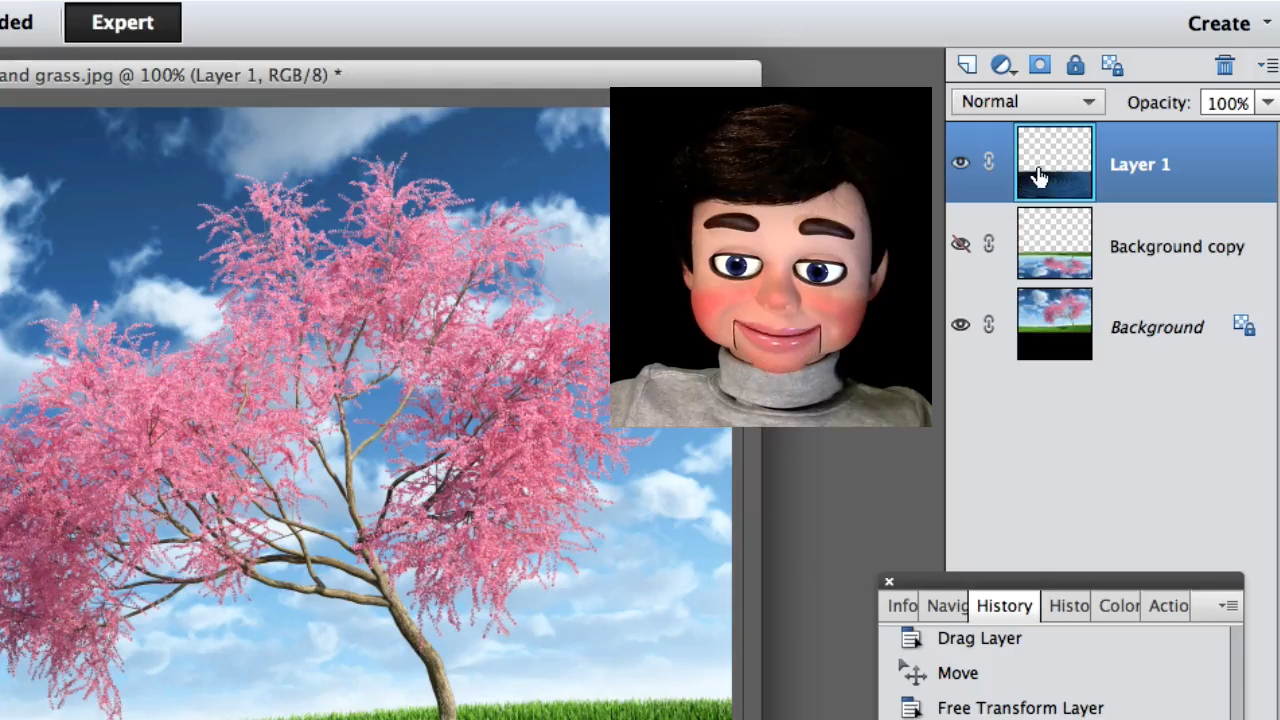 ded Expert Create
and grass.jpg @ 100% (Layer 1, RGB/8) *
Normal Opacity: 100%
Layer 1
Background copy
Background
Info Navig History Histo Color Actio
Drag Layer
Move
Free Transform Layer